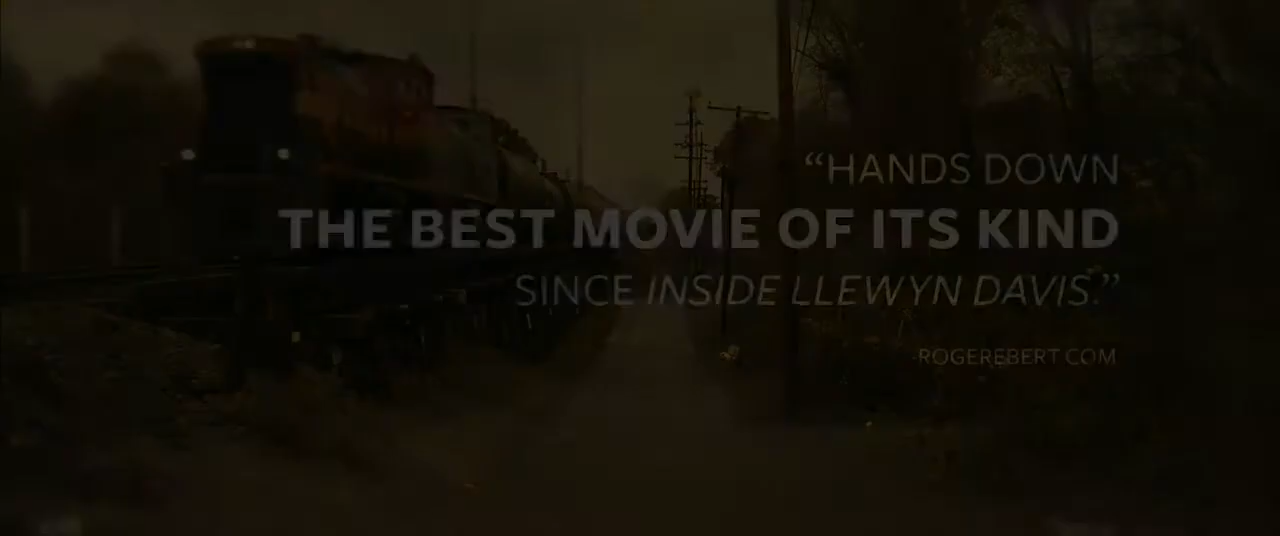 “HANDS DOWN
THE BEST MOVIE OF ITS KIND
SINCE INSIDE LLEWYN DAVIS.”
-ROGEREBERT.COM